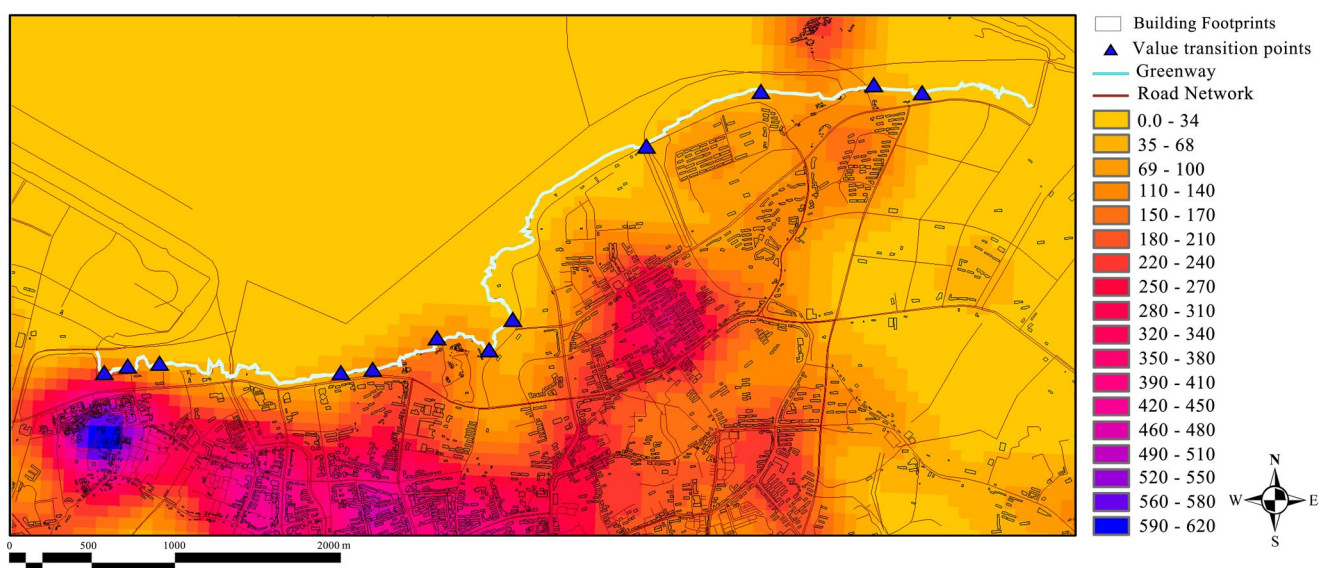 Building Footprints
Value transition points
Greenway
Road Network
0.0 - 34
35 - 68
69 - 100
110 - 140
150 - 170
180 - 210
220 - 240
250 - 270
280 - 310
320 - 340
350 - 380
390 - 410
420 - 450
460 - 480
490 - 510
520 - 550
560 - 580
590 - 620
N
W E
S
0 500 1000 2000 m